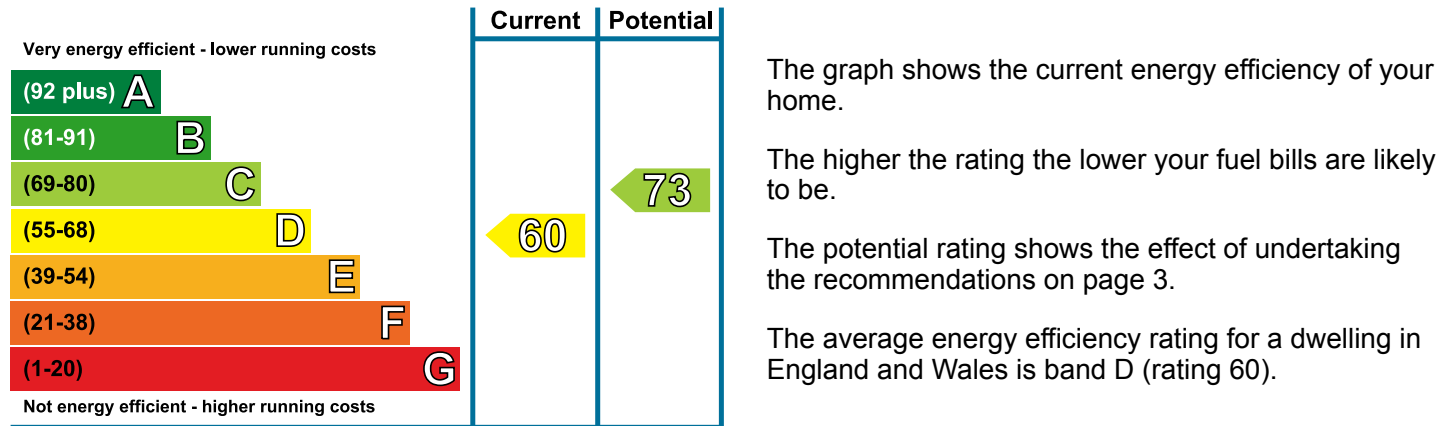 Current Potential
Very energy efficient - lower running costs
(92 plus) A
(81-91) B
(69-80) C
73
(55-68) D
60
(39-54) E
(21-38) F
(1-20) G
Not energy efficient - higher running costs
The graph shows the current energy efficiency of your
home.
The higher the rating the lower your fuel bills are likely
to be.
The potential rating shows the effect of undertaking
the recommendations on page 3.
The average energy efficiency rating for a dwelling in
England and Wales is band D (rating 60).